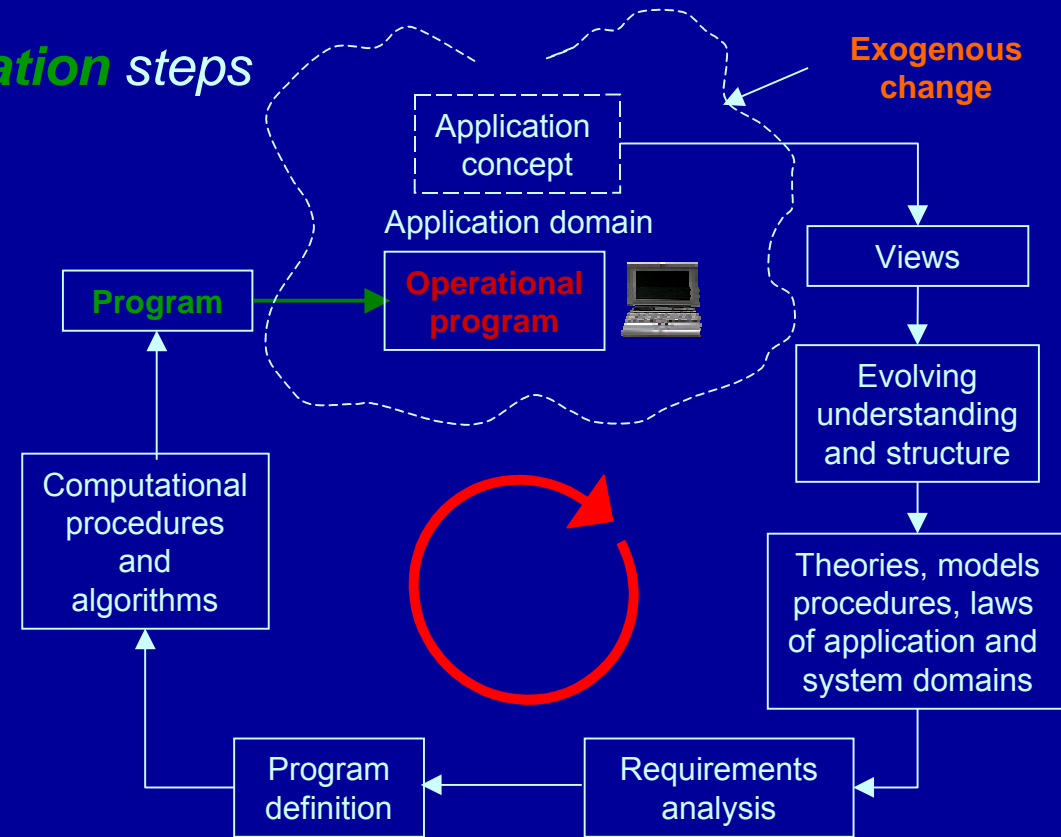 ation steps
Exogenous
change
Application
concept
Application domain
Operational
program
Program
Views
Evolving
understanding
and structure
Theories, models
procedures, laws
of application and
system domains
Requirements
analysis
Program
definition
Computational
procedures
and
algorithms